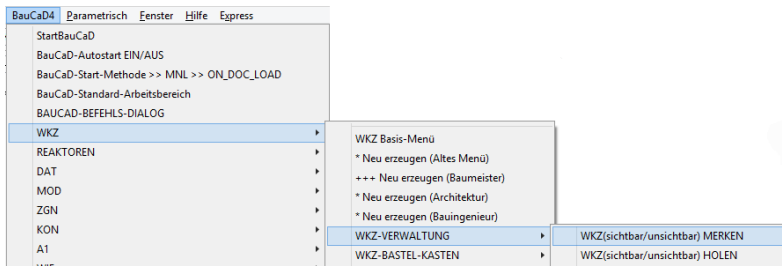 BauCaD4 Parametrisch Fenster Hilfe Express
StartBauCaD
BauCaD-Autostart EIN/AUS
BauCaD-Start-Methode >> MNL >> ON_DOC_LOAD
BauCaD-Standard-Arbeitsbereich
BAUCAD-BEFEHLS-DIALOG
WKZ
REAKTOREN
DAT
MOD
ZGN
KON
A1
WKZ Basis-Menü
* Neu erzeugen (Altes Menü)
+++ Neu erzeugen (Baumeister)
* Neu erzeugen (Architektur)
* Neu erzeugen (Bauingenieur)
WKZ-VERWALTUNG
WKZ-BASTEL-KASTEN
WKZ(sichtbar/unsichtbar) MERKEN
WKZ(sichtbar/unsichtbar) HOLEN